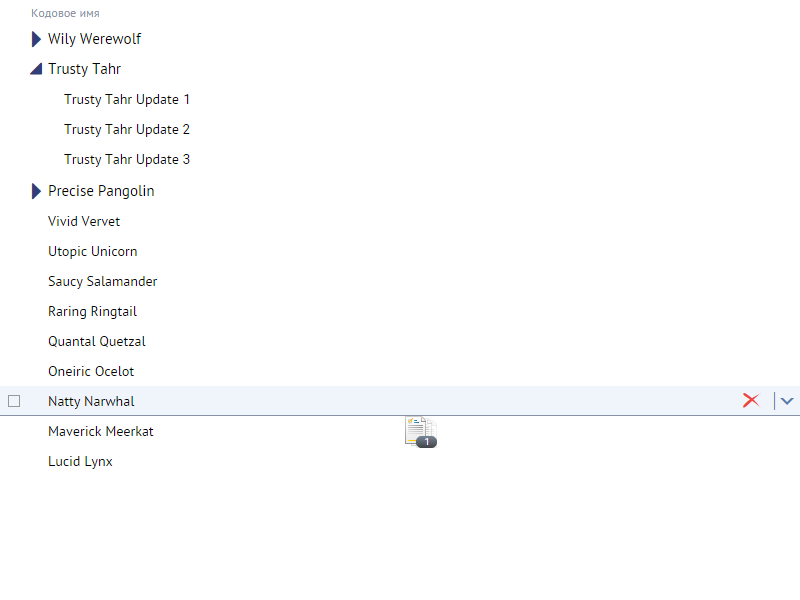 Кодовое имя
Wily Werewolf
Trusty Tahr
Trusty Tahr Update 1
Trusty Tahr Update 2
Trusty Tahr Update 3
Precise Pangolin
Vivid Vervet
Utopic Unicorn
Saucy Salamander
Raring Ringtail
Quantal Quetzal
Oneiric Ocelot
Natty Narwhal
Maverick Meerkat
1
Lucid Lynx